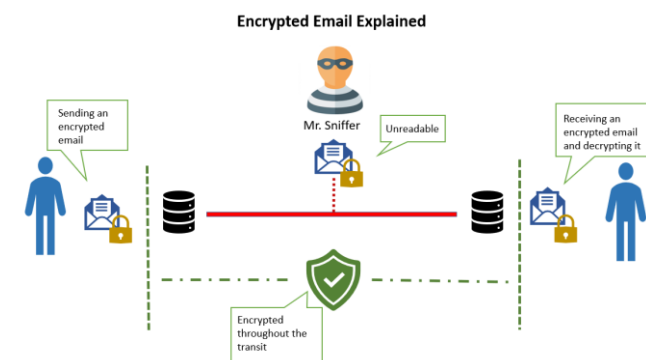 Encrypted Email Explained
Sending an
encrypted
email
Mr. Sniffer
Unreadable
Receiving an
encrypted email
and decrypting it
Encrypted
throughout the
transit